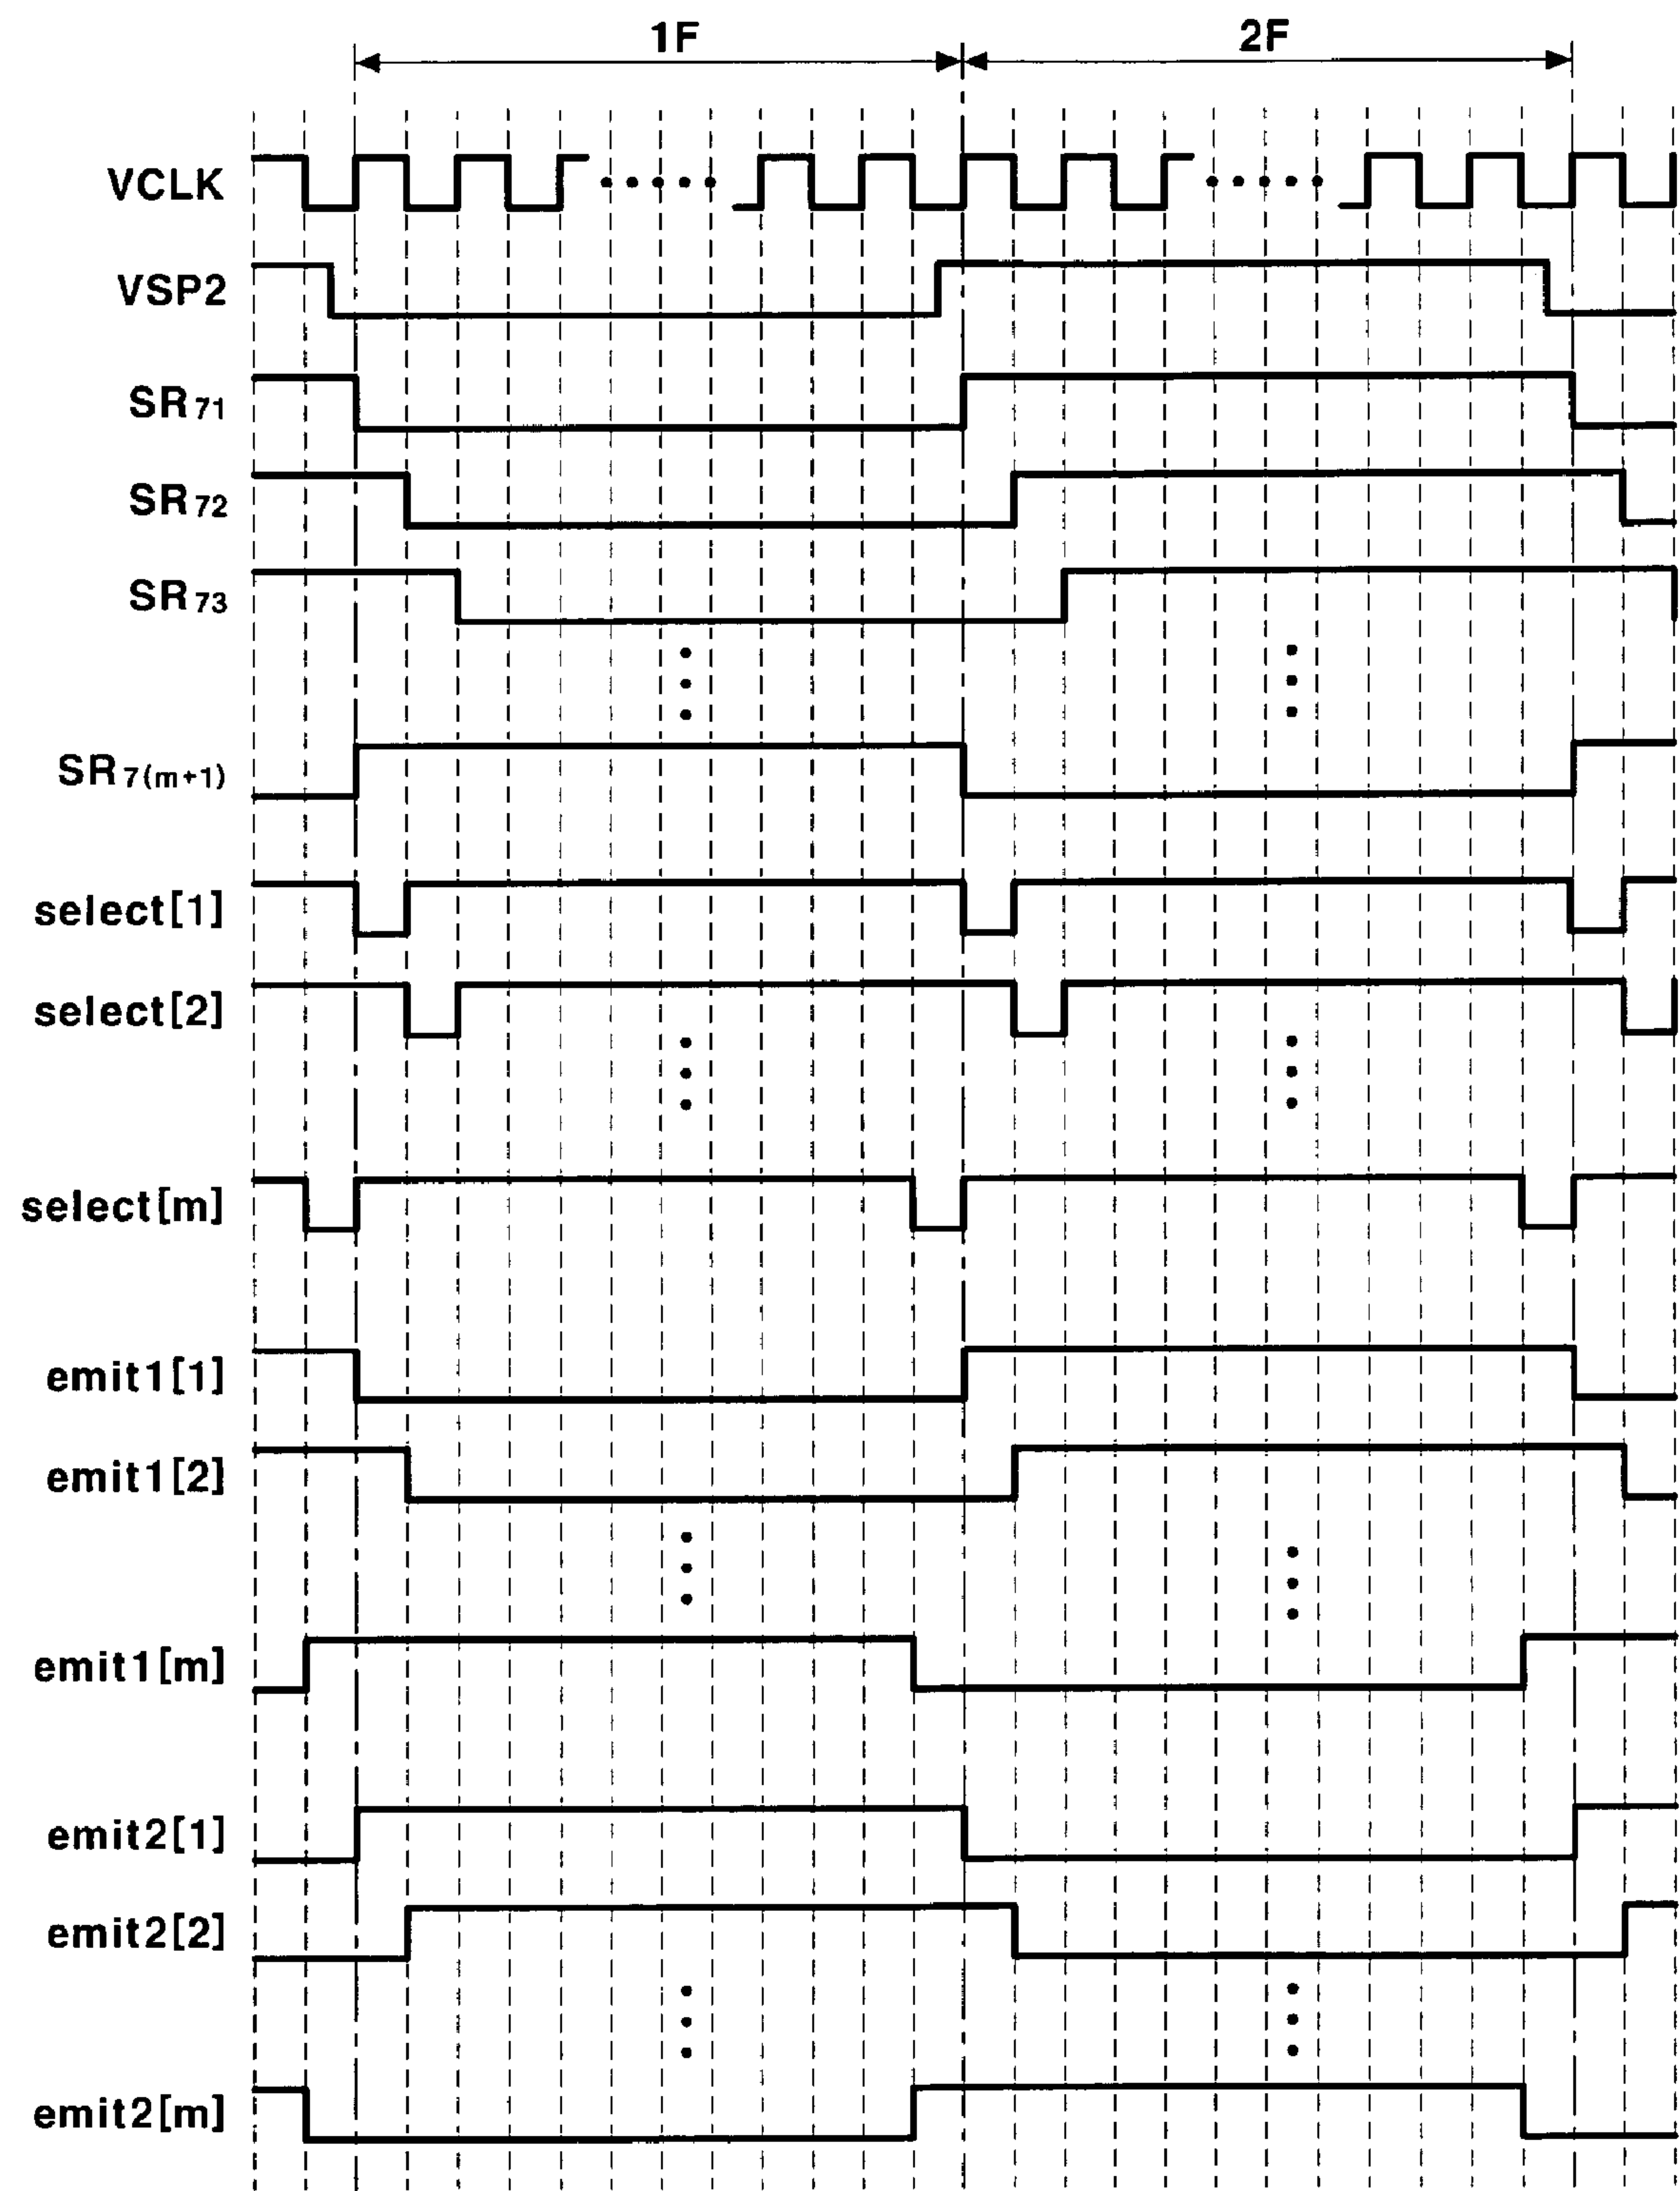 1F 2F
VCLK
VSP2
SR71
SR72
SR73
SR7(m+1)
select[1]
select[2]
select[m]
emit1[1]
emit1[2]
emit1[m]
emit2[1]
emit2[2]
emit2[m]